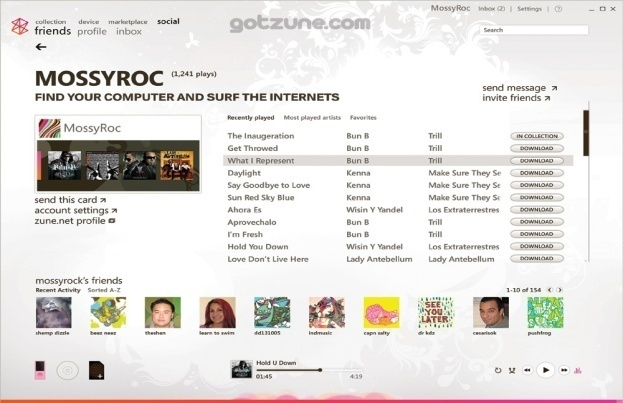 collection device marketplace social
MossyRoc Inbox (2) | Settings | ?
gotzune.com
friends profile inbox
Search
MOSSYROC (1,241 plays)
FIND YOUR COMPUTER AND SURF THE INTERNETS
send message
invite friends
MossyRoc
send this card
account settings
zune.net profile
Recently played Most played artists Favorites
The Inauguration Bun B Trill IN COLLECTION
Get Throwed Bun B Trill DOWNLOAD
What I Represent Bun B Trill DOWNLOAD
Daylight Kenna Make Sure They Se DOWNLOAD
Say Goodbye to Love Kenna Make Sure They Se DOWNLOAD
Sun Red Sky Blue Kenna Make Sure They Se DOWNLOAD
Ahora Es Wisin Y Yandel Los Extraterrestres DOWNLOAD
Aprovechalo Bun B Trill DOWNLOAD
I'm Fresh Bun B Trill DOWNLOAD
Hold You Down Wisin Y Yandel Los Extraterrestres DOWNLOAD
Love Don't Live Here Lady Antebellum Lady Antebellum DOWNLOAD
mossyrock's friends
Recent Activity Sorted A-Z
1-10 of 154
SEE YOU LATER
shemp dizzle beez neez theshen learn to swim dd131005 indmusic capn salty dr kdz cesarisok pushfrog
Hold U Down
01:45 4:19